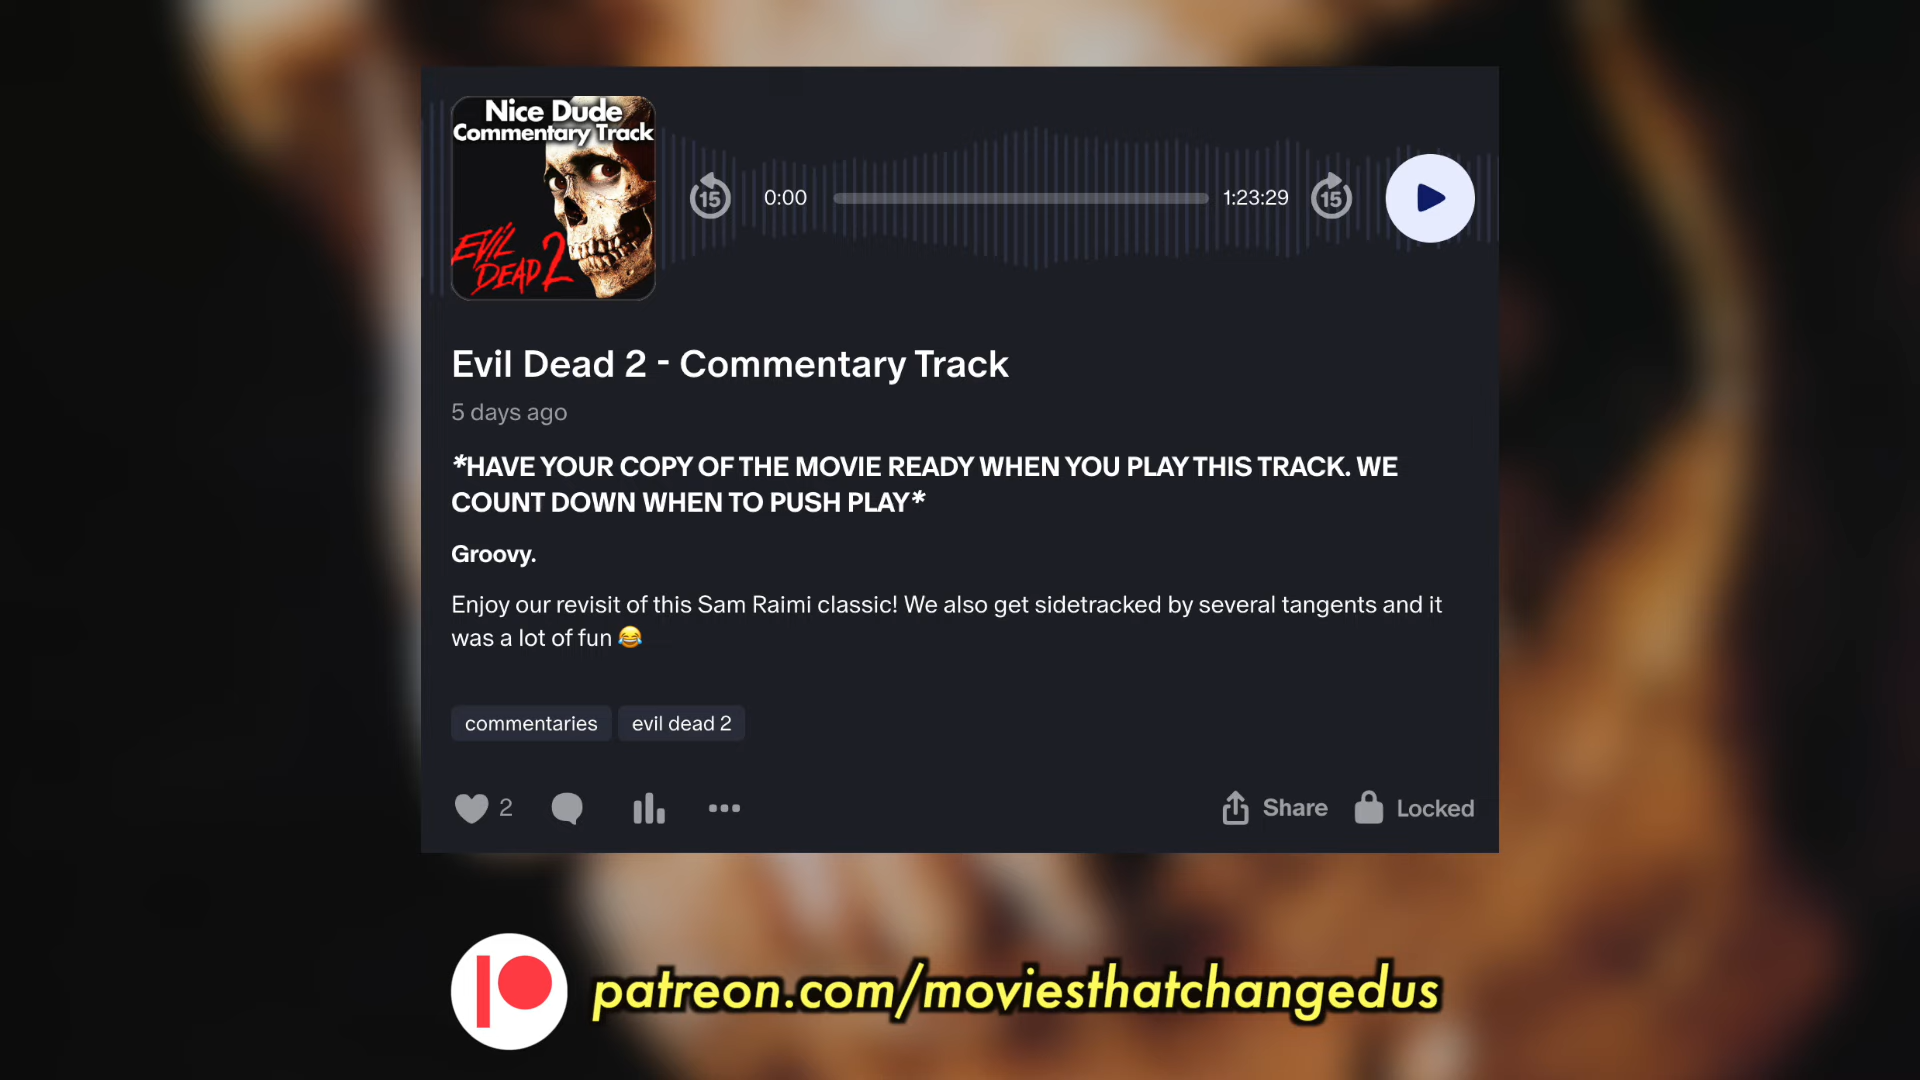 Nice Dude
Commentary Track
EVIL
DEAD 2
15
0:00
1:23:29
15
Evil Dead 2 - Commentary Track
5 days ago
*HAVE YOUR COPY OF THE MOVIE READY WHEN YOU PLAY THIS TRACK. WE
COUNT DOWN WHEN TO PUSH PLAY*
Groovy.
Enjoy our revisit of this Sam Raimi classic! We also get sidetracked by several tangents and it
was a lot of fun 😂
commentaries
evil dead 2
2
Share
Locked
patreon.com/moviesthatchangedus